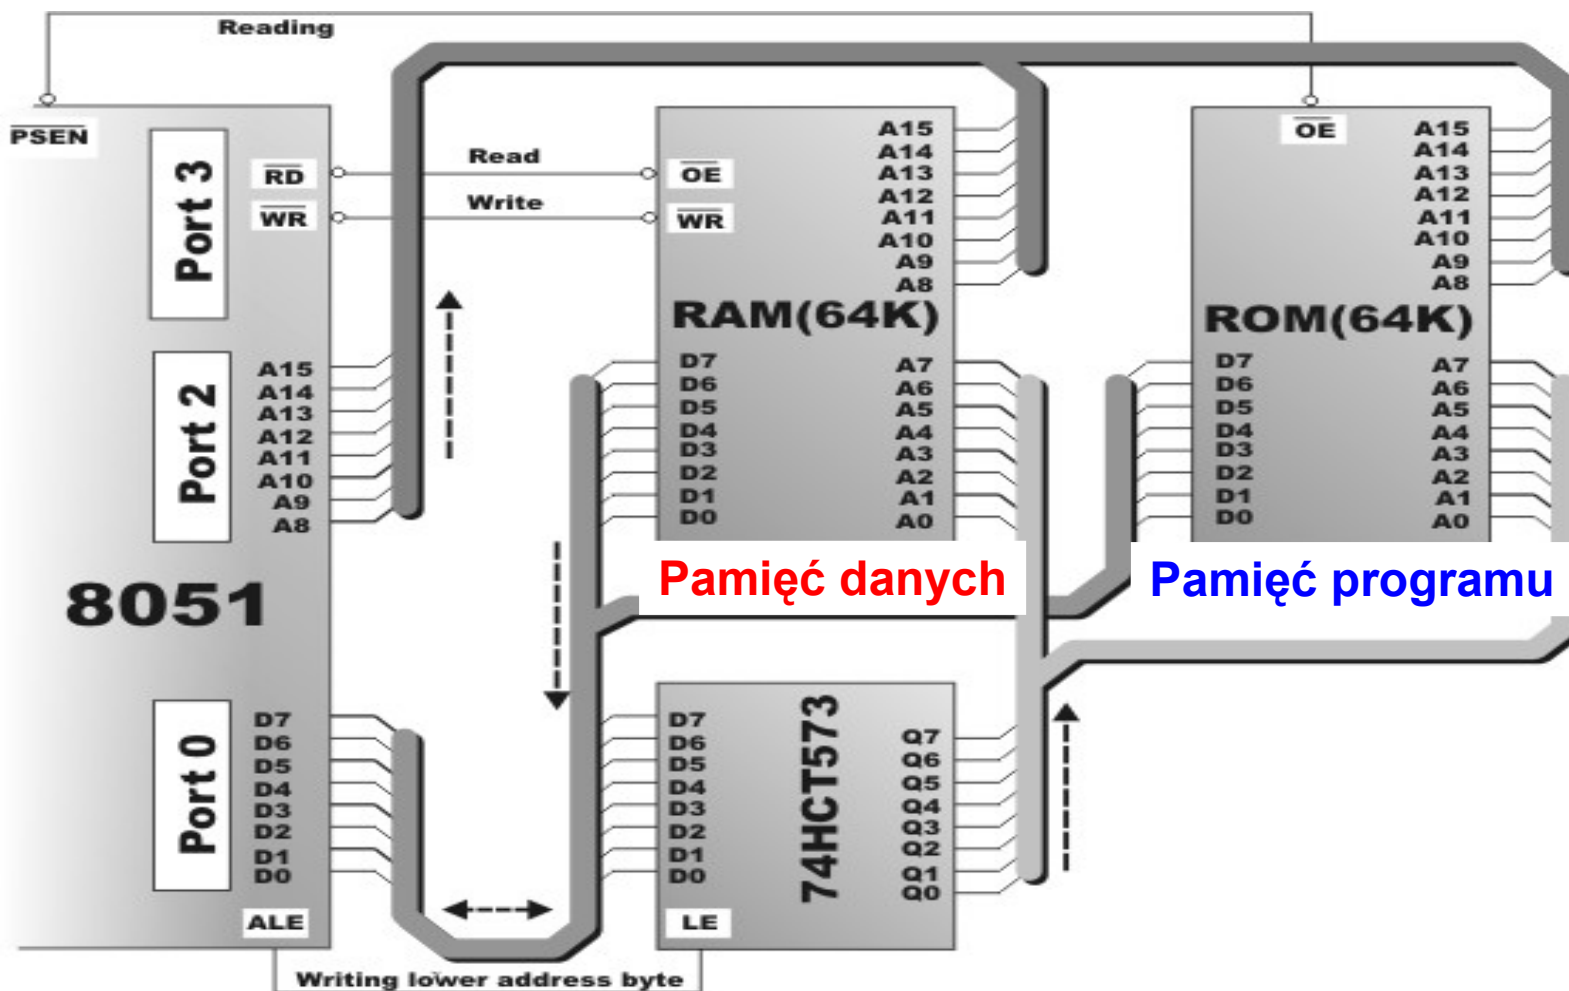 Reading
PSEN
Port 3
RD
WR
Read
Write
Port 2
A15
A14
A13
A12
A11
A10
A9
A8
8051
Port 0
D7
D6
D5
D4
D3
D2
D1
D0
ALE
Writing lower address byte
OE
WR
A15
A14
A13
A12
A11
A10
A9
A8
RAM(64K)
D7
D6
D5
D4
D3
D2
D1
D0
A7
A6
A5
A4
A3
A2
A1
A0
Pamięć danych
D7
D6
D5
D4
D3
D2
D1
D0
74HCT573
Q7
Q6
Q5
Q4
Q3
Q2
Q1
Q0
LE
OE
A15
A14
A13
A12
A11
A10
A9
A8
ROM(64K)
D7
D6
D5
D4
D3
D2
D1
D0
A7
A6
A5
A4
A3
A2
A1
A0
Pamięć programu